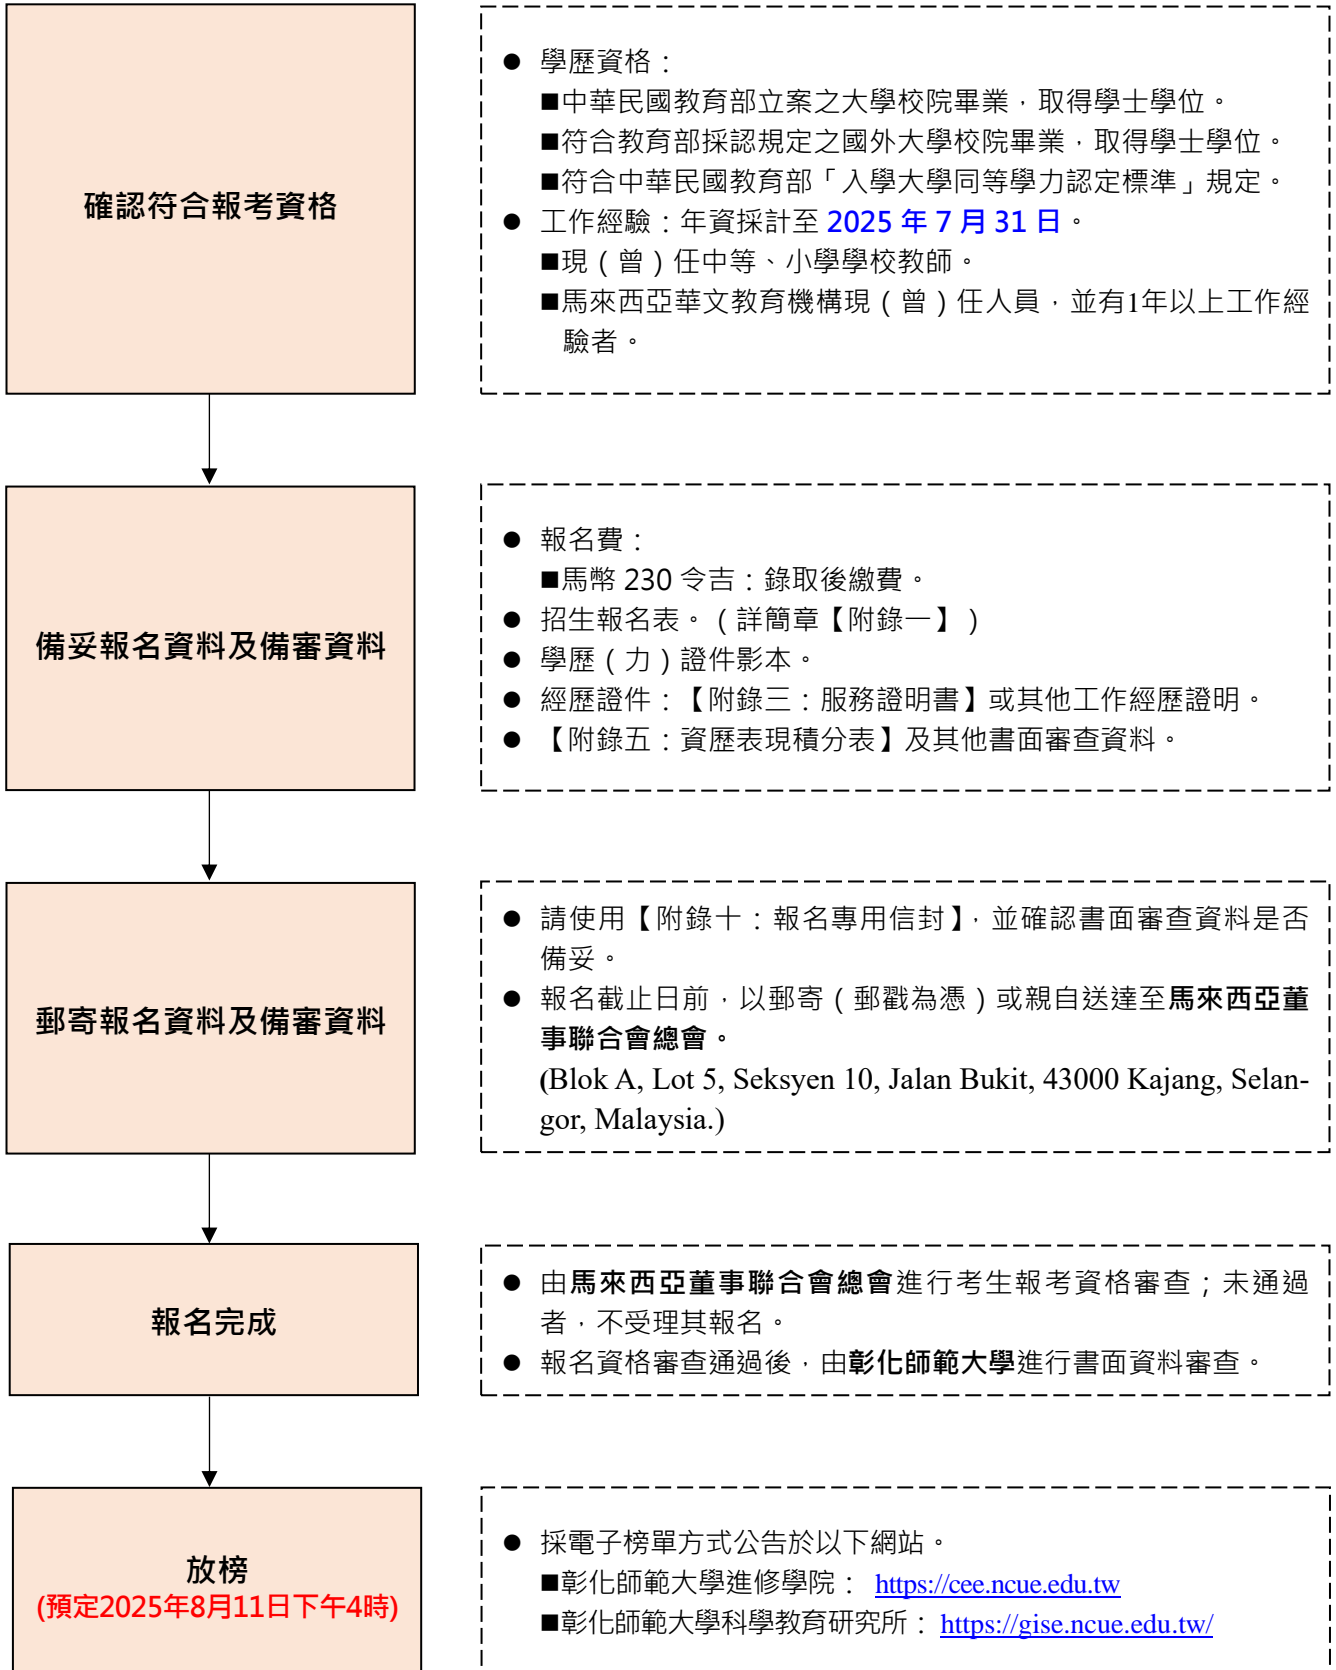 確認符合報考資格
● 學歷資格：
■中華民國教育部立案之大學校院畢業，取得學士學位。
■符合教育部採認規定之國外大學校院畢業，取得學士學位。
■符合中華民國教育部「入學大學同等學力認定標準」規定。
● 工作經驗：年資採計至 2025 年 7 月 31 日。
■現（曾）任中等、小學學校教師。
■馬來西亞華文教育機構現（曾）任人員，並有1年以上工作經
驗者。
備妥報名資料及備審資料
● 報名費：
■馬幣 230 令吉：錄取後繳費。
● 招生報名表。（詳簡章【附錄一】）
● 學歷（力）證件影本。
● 經歷證件：【附錄三：服務證明書】或其他工作經歷證明。
● 【附錄五：資歷表現積分表】及其他書面審查資料。
郵寄報名資料及備審資料
● 請使用【附錄十：報名專用信封】，並確認書面審查資料是否
備妥。
● 報名截止日前，以郵寄（郵戳為憑）或親自送達至馬來西亞董
事聯合會總會。
(Blok A, Lot 5, Seksyen 10, Jalan Bukit, 43000 Kajang, Selan-
gor, Malaysia.)
報名完成
● 由馬來西亞董事聯合會總會進行考生報考資格審查；未通過
者，不受理其報名。
● 報名資格審查通過後，由彰化師範大學進行書面資料審查。
放榜
(預定2025年8月11日下午4時)
● 採電子榜單方式公告於以下網站。
■彰化師範大學進修學院： https://cee.ncue.edu.tw
■彰化師範大學科學教育研究所： https://gise.ncue.edu.tw/